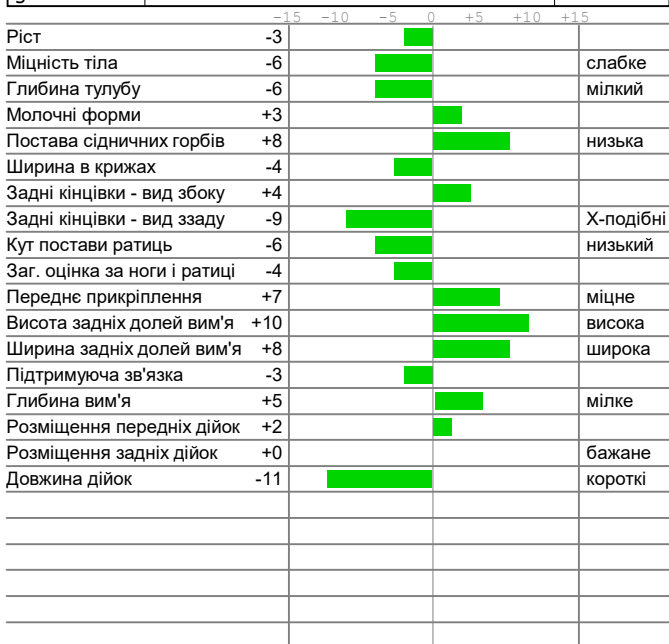 -15 -10 -5 0 +5 +10 +15
Ріст -3
Міцність тіла -6 слабке
Глибина тулубу -6 мілкий
Молочні форми +3
Постава сідничних горбів +8 низька
Ширина в крижах -4
Задні кінцівки - вид збоку +4
Задні кінцівки - вид ззаду -9 Х-подібні
Кут постави ратиць -6 низький
Заг. оцінка за ноги і ратиці -4
Переднє прикріплення +7 міцне
Висота задніх долей вим'я +10 висока
Ширина задніх долей вим'я +8 широка
Підтримуюча зв'язка -3
Глибина вим'я +5 мілке
Розміщення передніх дійок +2
Розміщення задніх дійок +0 бажане
Довжина дійок -11 короткі